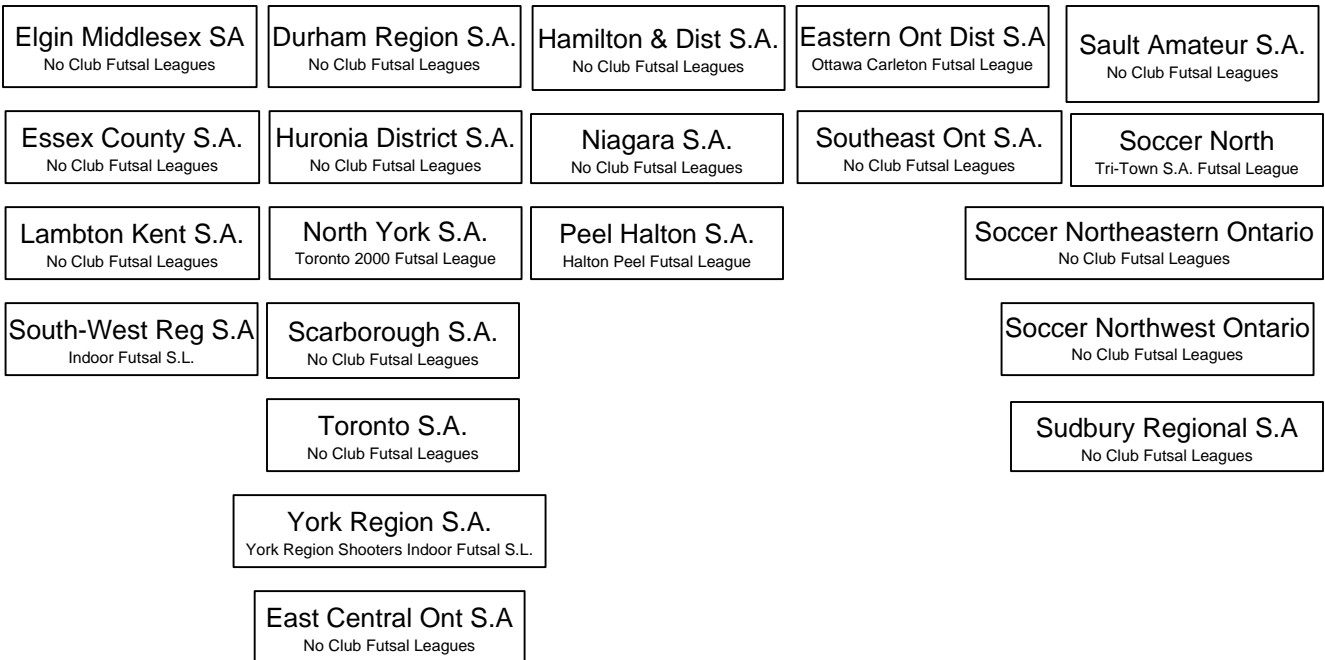 Elgin Middlesex SA
No Club Futsal Leagues
Durham Region S.A.
No Club Futsal Leagues
Hamilton & Dist S.A.
No Club Futsal Leagues
Eastern Ont Dist S.A
Ottawa Carleton Futsal League
Sault Amateur S.A.
No Club Futsal Leagues
Essex County S.A.
No Club Futsal Leagues
Huronia District S.A.
No Club Futsal Leagues
Niagara S.A.
No Club Futsal Leagues
Southeast Ont S.A.
No Club Futsal Leagues
Soccer North
Tri-Town S.A. Futsal League
Lambton Kent S.A.
No Club Futsal Leagues
North York S.A.
Toronto 2000 Futsal League
Peel Halton S.A.
Halton Peel Futsal League
Soccer Northeastern Ontario
No Club Futsal Leagues
South-West Reg S.A
Indoor Futsal S.L.
Scarborough S.A.
No Club Futsal Leagues
Soccer Northwest Ontario
No Club Futsal Leagues
Toronto S.A.
No Club Futsal Leagues
Sudbury Regional S.A
No Club Futsal Leagues
York Region S.A.
York Region Shooters Indoor Futsal S.L.
East Central Ont S.A
No Club Futsal Leagues